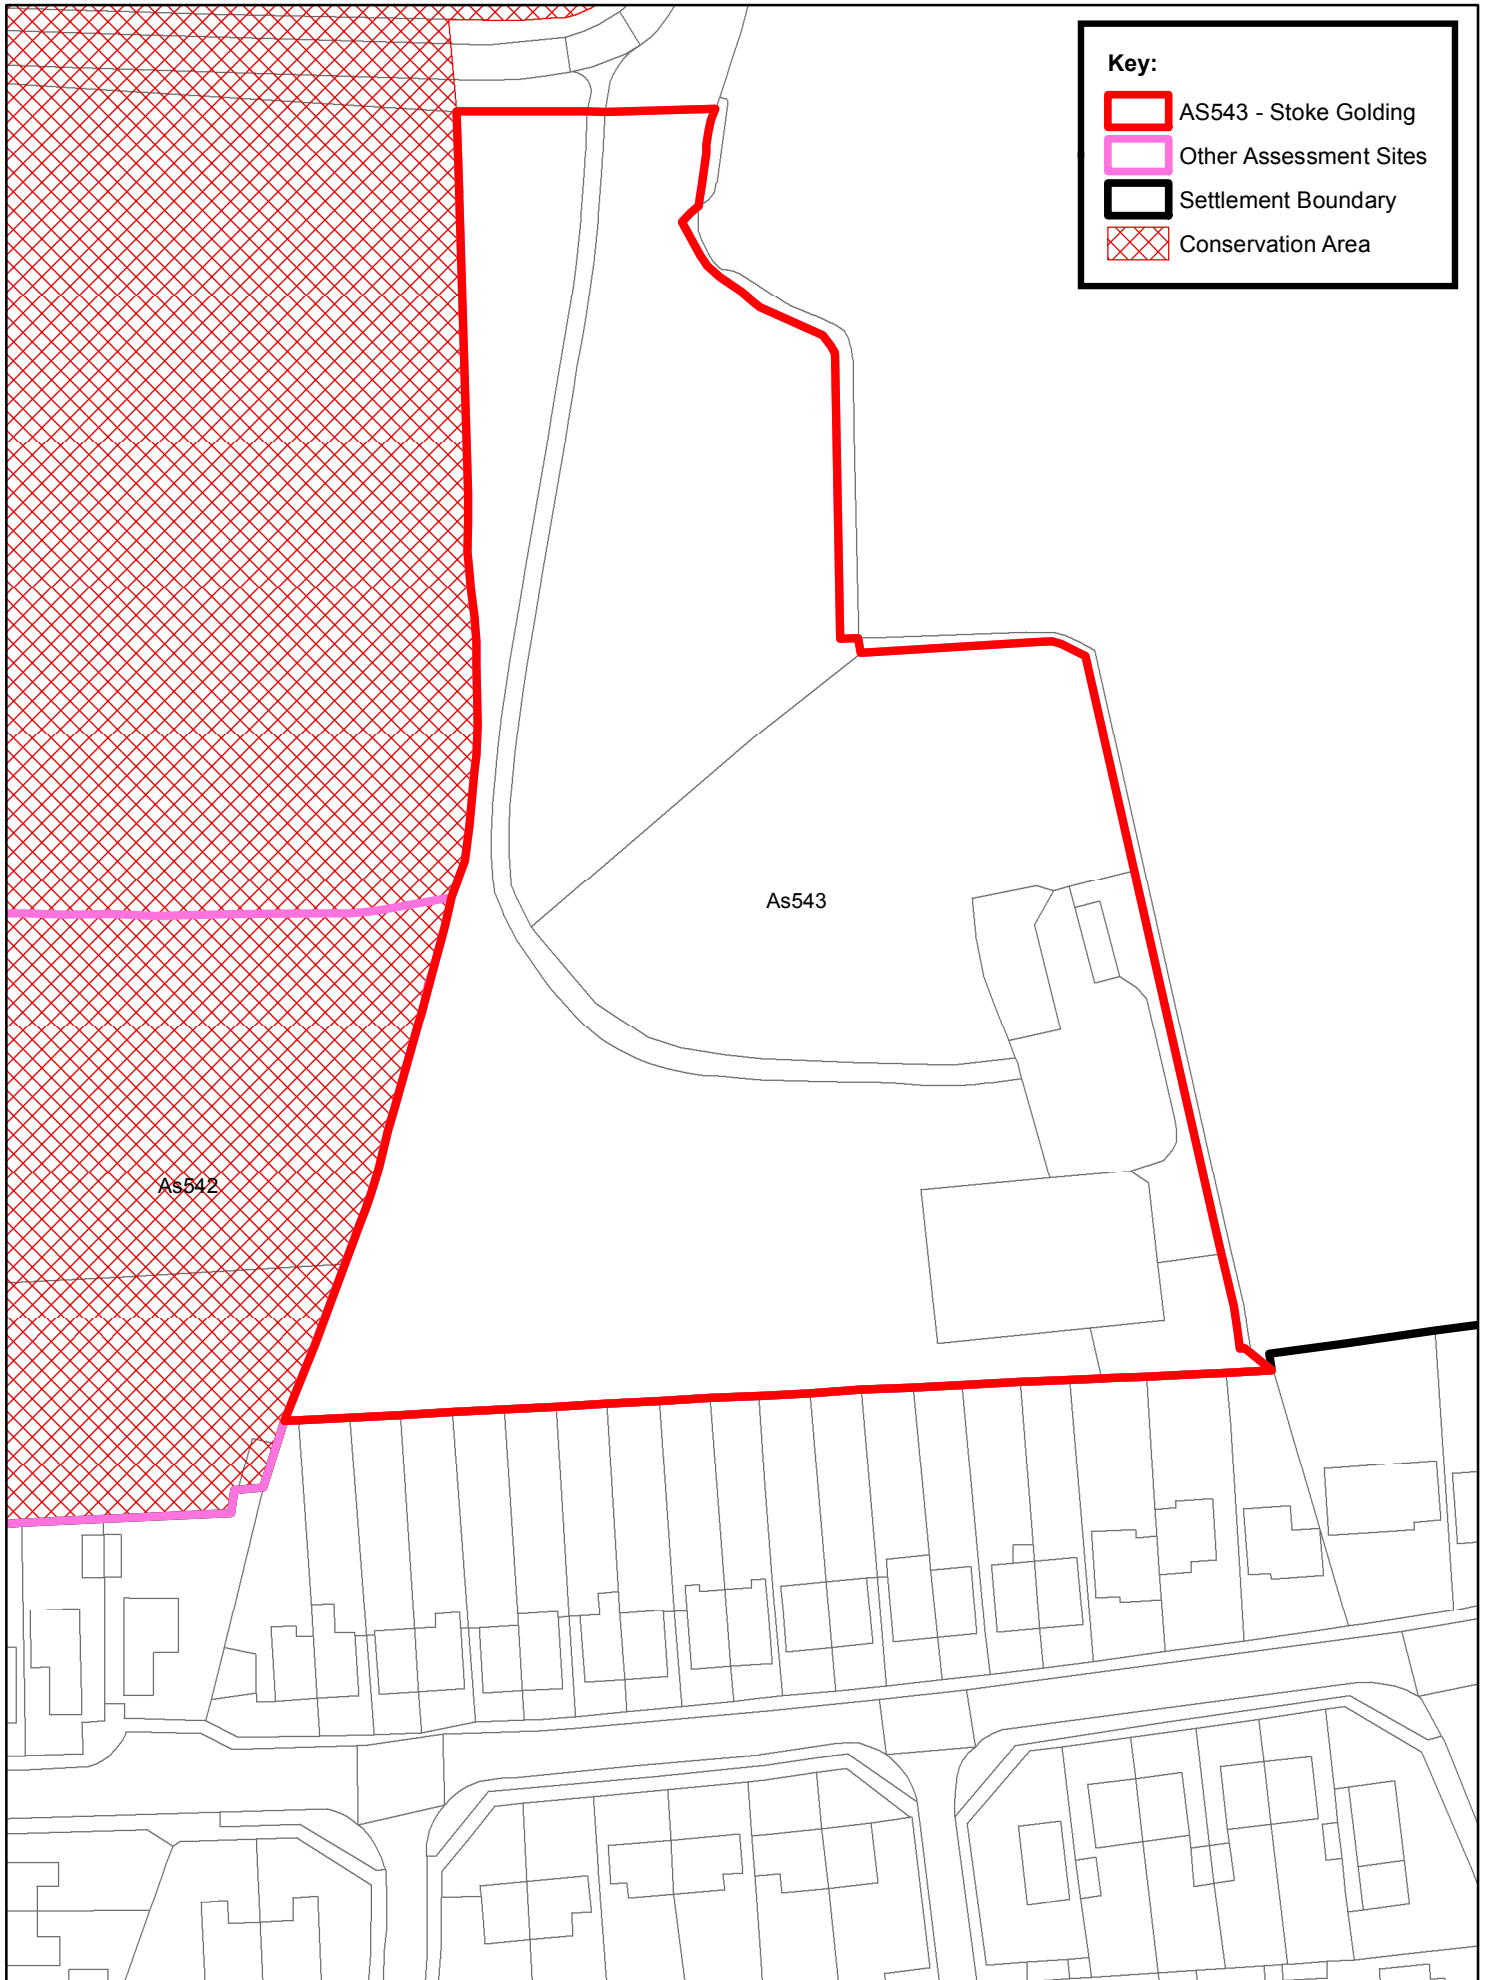 Key:
AS543 - Stoke Golding
Other Assessment Sites
Settlement Boundary
Conservation Area
As543
As542